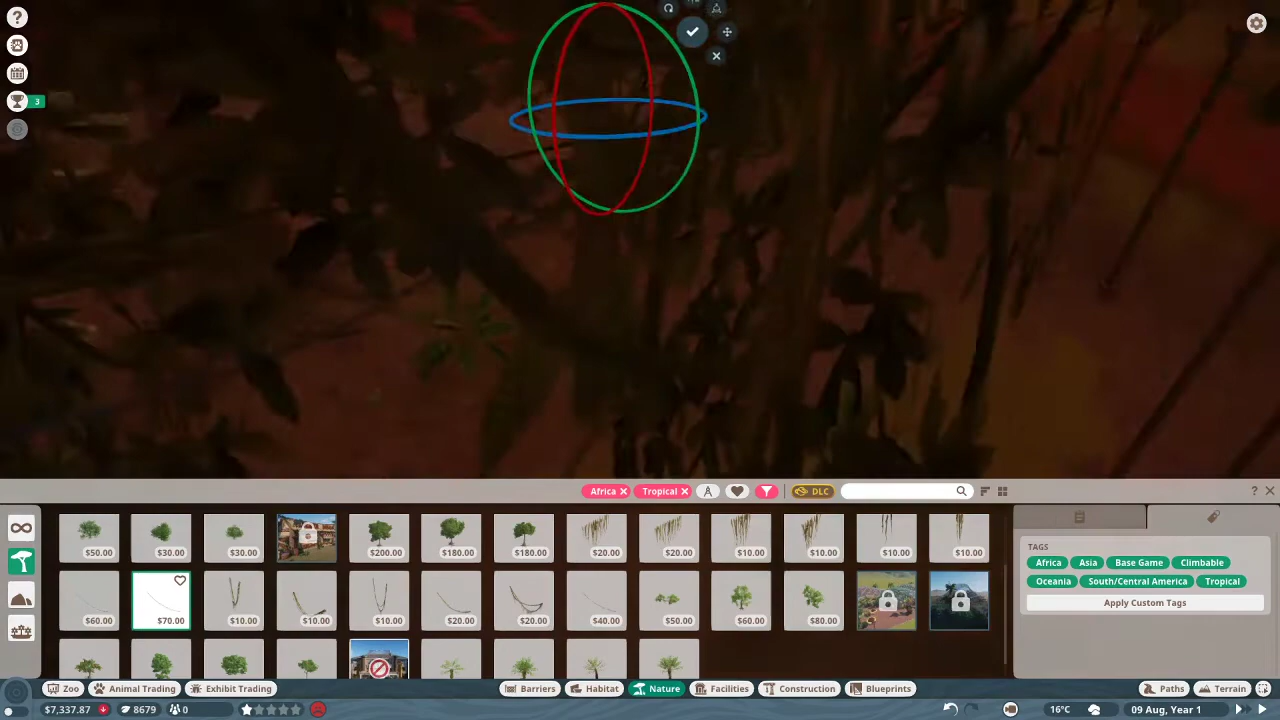 ?
3
Africa ✕ Tropical ✕ DLC ? ✕
$50.00 $30.00 $30.00 $200.00 $180.00 $180.00 $20.00 $20.00 $10.00 $10.00 $10.00 $10.00
TAGS
Africa Asia Base Game Climbable
Oceania South/Central America Tropical
Apply Custom Tags
$60.00 $70.00 $10.00 $10.00 $10.00 $20.00 $20.00 $40.00 $50.00 $60.00 $80.00
Zoo Animal Trading Exhibit Trading Barriers Habitat Nature Facilities Construction Blueprints Paths Terrain
$7,337.87 8679 0 16°C 09 Aug, Year 1